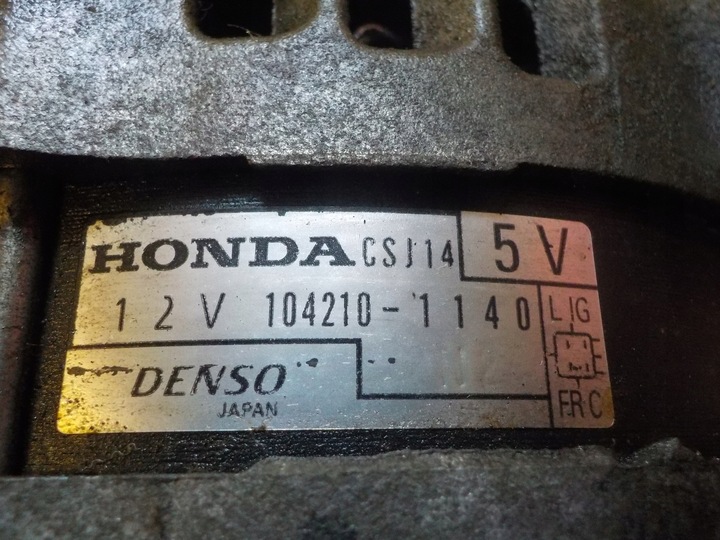 HONDA CSJ14 5V
12V 104210-1140
L IG
DENSO
JAPAN
FR C